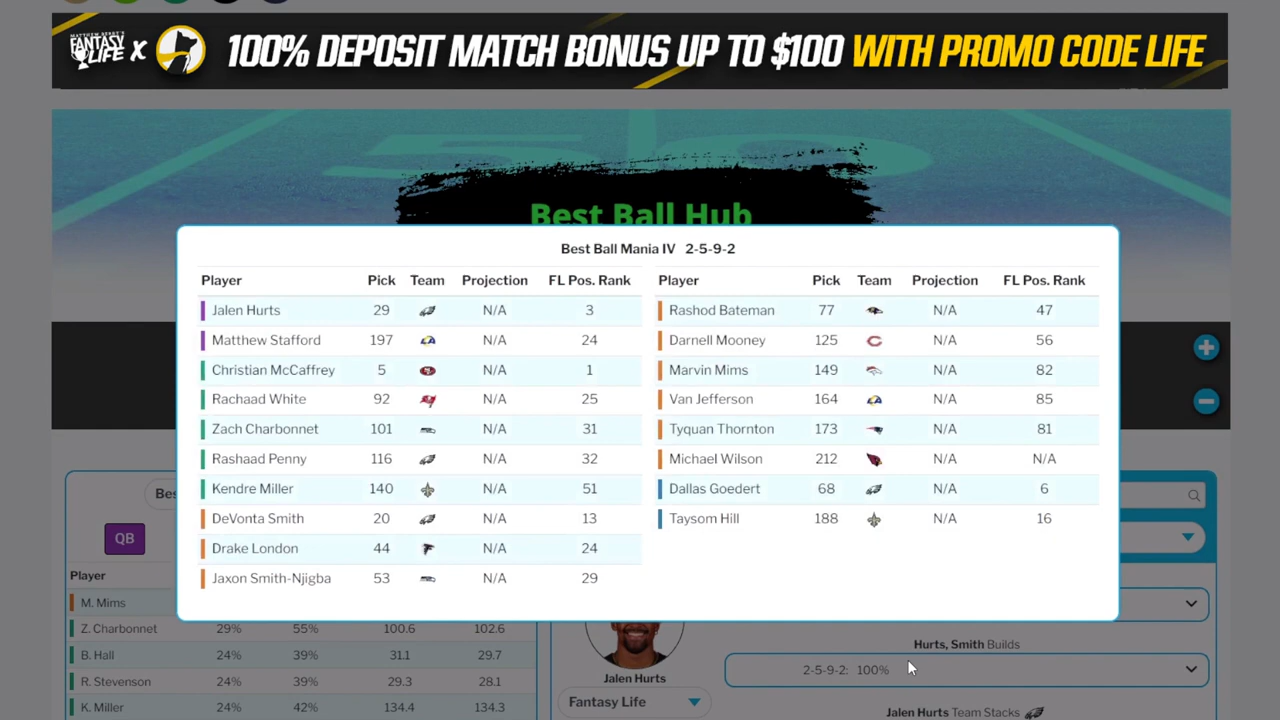 MATTHEW BERRY'S
FANTASY LIFE X 100% DEPOSIT MATCH BONUS UP TO $100 WITH PROMO CODE LIFE
Best Ball Hub
Best Ball Mania IV 2-5-9-2
Player Pick Team Projection FL Pos. Rank Player Pick Team Projection FL Pos. Rank
Jalen Hurts 29 N/A 3 Rashod Bateman 77 N/A 47
Matthew Stafford 197 N/A 24 Darnell Mooney 125 N/A 56
Christian McCaffrey 5 N/A 1 Marvin Mims 149 N/A 82
Rachaad White 92 N/A 25 Van Jefferson 164 N/A 85
Zach Charbonnet 101 N/A 31 Tyquan Thornton 173 N/A 81
Rashaad Penny 116 N/A 32 Michael Wilson 212 N/A N/A
Kendre Miller 140 N/A 51 Dallas Goedert 68 N/A 6
DeVonta Smith 20 N/A 13 Taysom Hill 188 N/A 16
Drake London 44 N/A 24
Jaxon Smith-Njigba 53 N/A 29
Bes
QB
Player
M. Mims
Z. Charbonnet 29% 55% 100.6 102.6
B. Hall 24% 39% 31.1 29.7
R. Stevenson 24% 39% 29.3 28.1
K. Miller 24% 42% 134.4 134.3
Jalen Hurts
Fantasy Life
Hurts, Smith Builds
2-5-9-2: 100%
Jalen Hurts Team Stacks